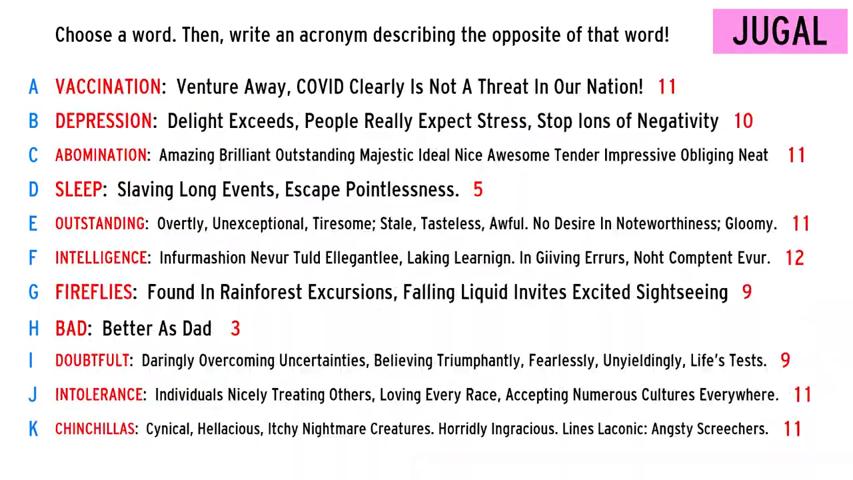 Choose a word. Then, write an acronym describing the opposite of that word!
JUGAL
A VACCINATION: Venture Away, COVID Clearly Is Not A Threat In Our Nation! 11
B DEPRESSION: Delight Exceeds, People Really Expect Stress, Stop Ions of Negativity 10
C ABOMINATION: Amazing Brilliant Outstanding Majestic Ideal Nice Awesome Tender Impressive Obliging Neat 11
D SLEEP: Slaving Long Events, Escape Pointlessness. 5
E OUTSTANDING: Overtly, Unexceptional, Tiresome; Stale, Tasteless, Awful. No Desire In Noteworthiness; Gloomy. 11
F INTELLIGENCE: Infurmashion Nevur Tuld Ellegantlee, Laking Learnign. In Giiving Errurs, Noht Comptent Evur. 12
G FIREFLIES: Found In Rainforest Excursions, Falling Liquid Invites Excited Sightseeing 9
H BAD: Better As Dad 3
I DOUBTFULT: Daringly Overcoming Uncertainties, Believing Triumphantly, Fearlessly, Unyieldingly, Life's Tests. 9
J INTOLERANCE: Individuals Nicely Treating Others, Loving Every Race, Accepting Numerous Cultures Everywhere. 11
K CHINCHILLAS: Cynical, Hellacious, Itchy Nightmare Creatures. Horridly Ingracious. Lines Laconic: Angsty Screechers. 11